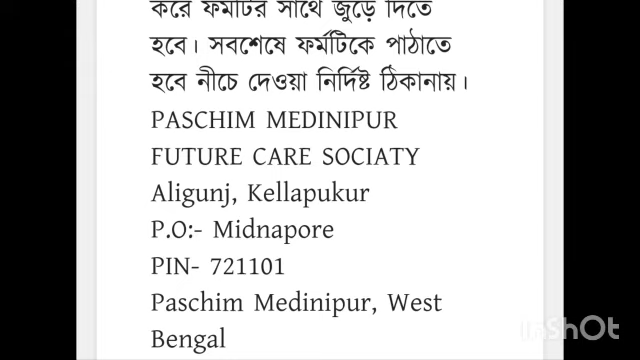 করে ফর্মটির সাথে জুড়ে দিতে
হবে। সবশেষে ফর্মটিকে পাঠাতে
হবে নীচে দেওয়া নির্দিষ্ট ঠিকানায়।
PASCHIM MEDINIPUR
FUTURE CARE SOCIATY
Aligunj, Kellapukur
P.O:- Midnapore
PIN- 721101
Paschim Medinipur, West
Bengal
InShOt